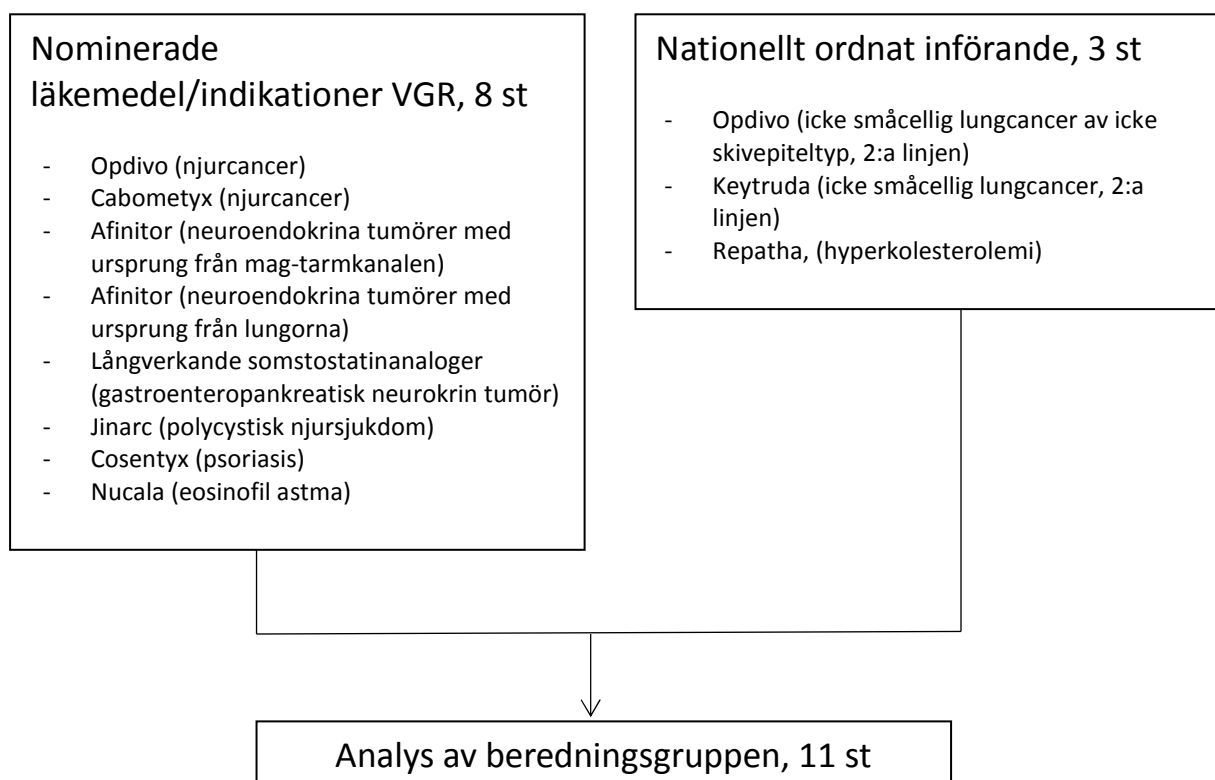 Nominerade
läkemedel/indikationer VGR, 8 st
- Opdivo (njurcancer)
- Cabometyx (njurcancer)
- Afinitor (neuroendokrina tumörer med
ursprung från mag-tarmkanalen)
- Afinitor (neuroendokrina tumörer med
ursprung från lungorna)
- Långverkande somstostatinanaloger
(gastroenteropankreatisk neurokrin tumör)
- Jinarc (polycystisk njursjukdom)
- Cosentyx (psoriasis)
- Nucala (eosinofil astma)
Nationellt ordnat införande, 3 st
- Opdivo (icke småcellig lungcancer av icke
skivepiteltyp, 2:a linjen)
- Keytruda (icke småcellig lungcancer, 2:a
linjen)
- Repatha, (hyperkolesterolemi)
Analys av beredningsgruppen, 11 st